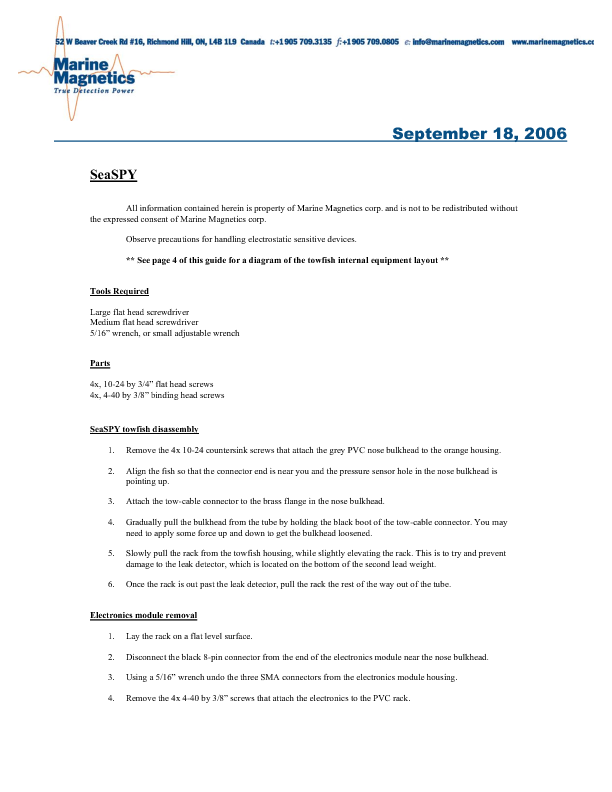 52 W Beaver Creek Rd #16, Richmond Hill, ON, L4B 1L9 Canada t:+1 905 709.3135 f:+1 905 709.0805 e: info@marinemagnetics.com www.marinemagnetics.co
Marine
Magnetics
True Detection Power
September 18, 2006
SeaSPY
All information contained herein is property of Marine Magnetics corp. and is not to be redistributed without
the expressed consent of Marine Magnetics corp.
Observe precautions for handling electrostatic sensitive devices.
** See page 4 of this guide for a diagram of the towfish internal equipment layout **
Tools Required
Large flat head screwdriver
Medium flat head screwdriver
5/16” wrench, or small adjustable wrench
Parts
4x, 10-24 by 3/4” flat head screws
4x, 4-40 by 3/8” binding head screws
SeaSPY towfish disassembly
1. Remove the 4x 10-24 countersink screws that attach the grey PVC nose bulkhead to the orange housing.
2. Align the fish so that the connector end is near you and the pressure sensor hole in the nose bulkhead is
pointing up.
3. Attach the tow-cable connector to the brass flange in the nose bulkhead.
4. Gradually pull the bulkhead from the tube by holding the black boot of the tow-cable connector. You may
need to apply some force up and down to get the bulkhead loosened.
5. Slowly pull the rack from the towfish housing, while slightly elevating the rack. This is to try and prevent
damage to the leak detector, which is located on the bottom of the second lead weight.
6. Once the rack is out past the leak detector, pull the rack the rest of the way out of the tube.
Electronics module removal
1. Lay the rack on a flat level surface.
2. Disconnect the black 8-pin connector from the end of the electronics module near the nose bulkhead.
3. Using a 5/16” wrench undo the three SMA connectors from the electronics module housing.
4. Remove the 4x 4-40 by 3/8” screws that attach the electronics to the PVC rack.